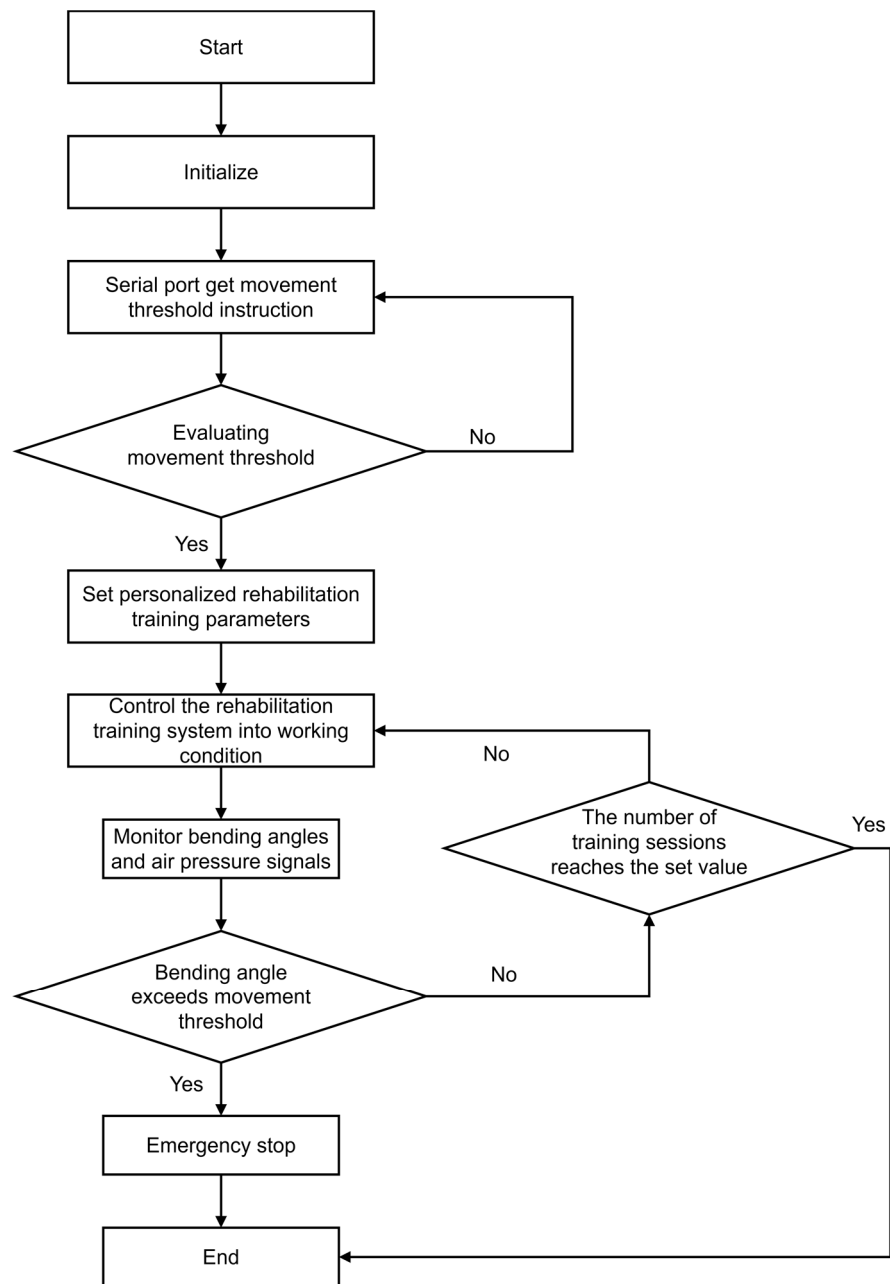 Start
Initialize
Serial port get movement
threshold instruction
Evaluating
movement threshold
No
Yes
Set personalized rehabilitation
training parameters
Control the rehabilitation
training system into working
condition
No
The number of
training sessions
reaches the set value
Yes
Monitor bending angles
and air pressure signals
Bending angle
exceeds movement
threshold
No
Yes
Emergency stop
End